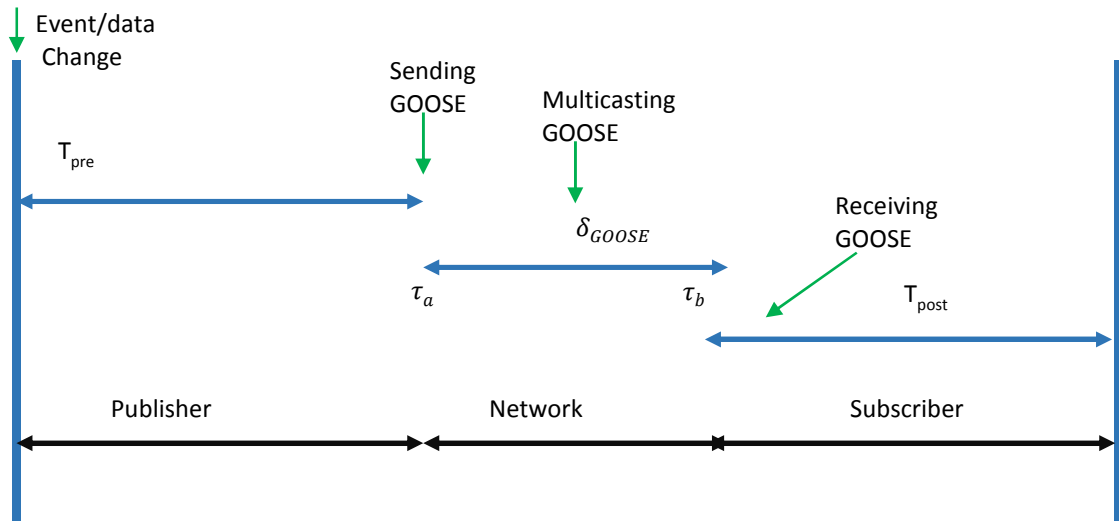 Event/data
Change
Sending
GOOSE
Multicasting
GOOSE
T_pre
δ_GOOSE
Receiving
GOOSE
τ_a
τ_b
T_post
Publisher
Network
Subscriber